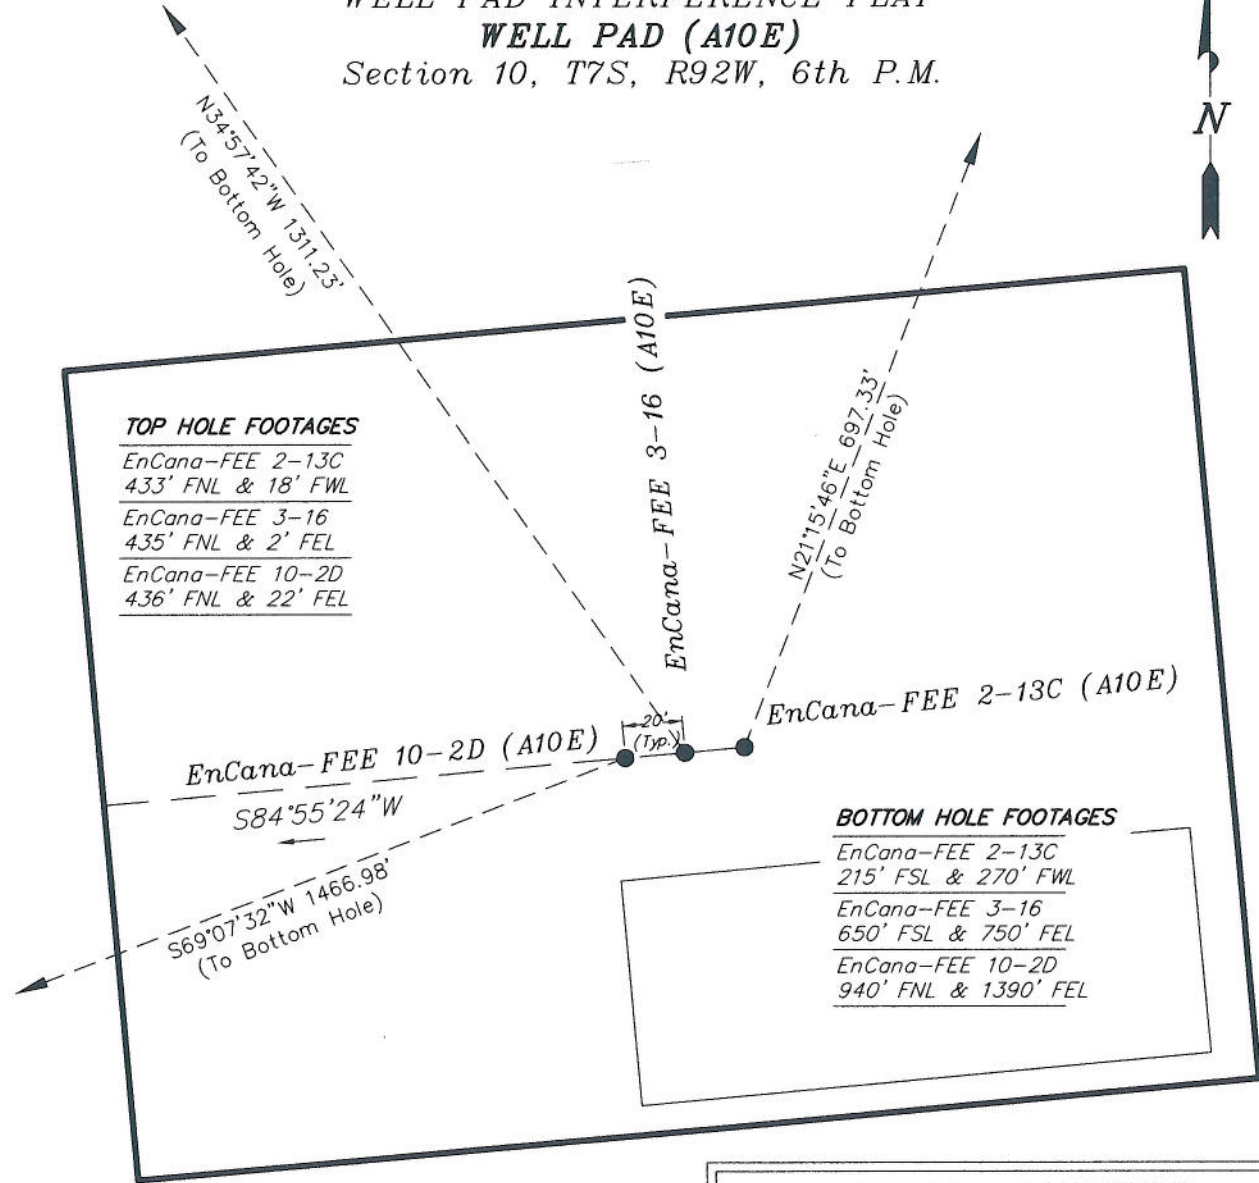 WELL PAD INTERFERENCE PLAT
WELL PAD (A10E)
Section 10, T7S, R92W, 6th P.M.
N
N34°57'42"W 1311.23'
(To Bottom Hole)
EnCana-FEE 3-16 (A10E)
N21°15'46"E 697.33'
(To Bottom Hole)
TOP HOLE FOOTAGES
EnCana-FEE 2-13C
433' FNL & 18' FWL
EnCana-FEE 3-16
435' FNL & 2' FEL
EnCana-FEE 10-2D
436' FNL & 22' FEL
EnCana-FEE 2-13C (A10E)
20'
(Typ.)
EnCana-FEE 10-2D (A10E)
S84°55'24"W
S69°07'32"W 1466.98'
(To Bottom Hole)
BOTTOM HOLE FOOTAGES
EnCana-FEE 2-13C
215' FSL & 270' FWL
EnCana-FEE 3-16
650' FSL & 750' FEL
EnCana-FEE 10-2D
940' FNL & 1390' FEL